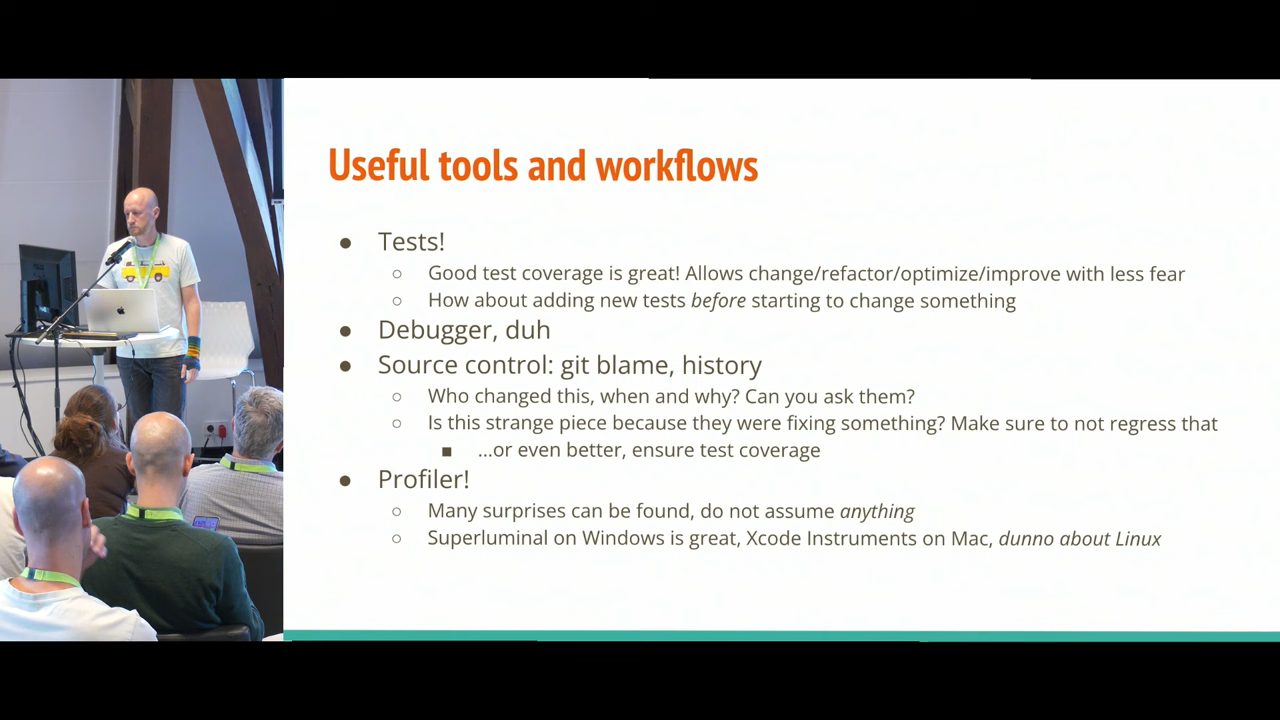 Useful tools and workflows
● Tests!
○ Good test coverage is great! Allows change/refactor/optimize/improve with less fear
○ How about adding new tests before starting to change something
● Debugger, duh
● Source control: git blame, history
○ Who changed this, when and why? Can you ask them?
○ Is this strange piece because they were fixing something? Make sure to not regress that
■ ...or even better, ensure test coverage
● Profiler!
○ Many surprises can be found, do not assume anything
○ Superluminal on Windows is great, Xcode Instruments on Mac, dunno about Linux